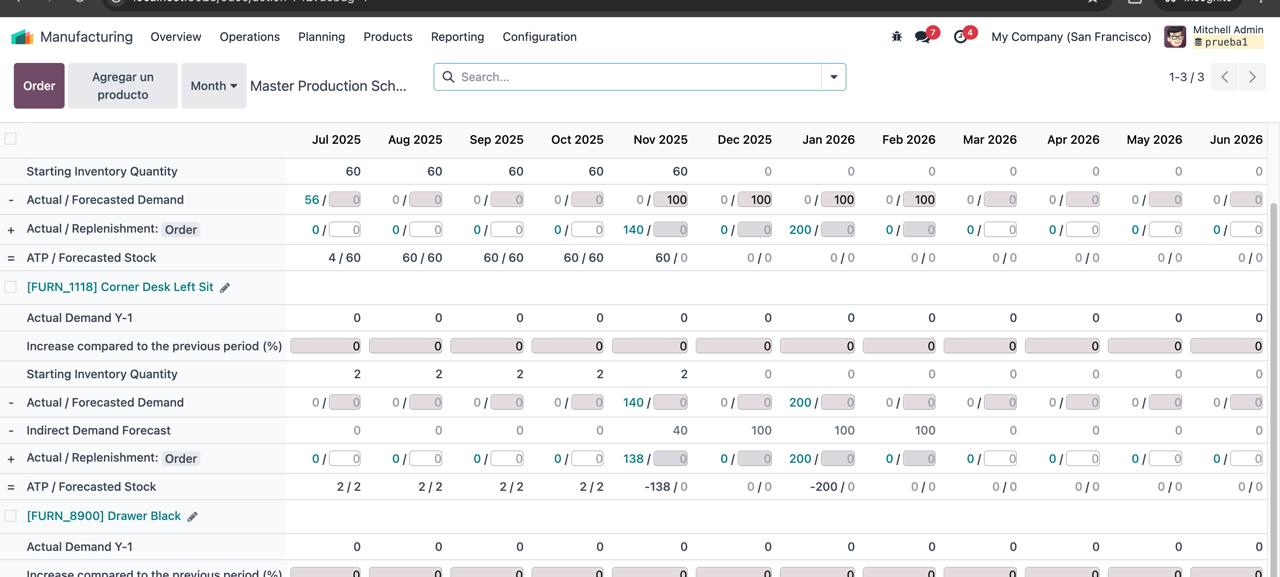 Manufacturing Overview Operations Planning Products Reporting Configuration 7 4 My Company (San Francisco) Mitchell Admin
prueba1
Order Agregar un producto Month Master Production Sch... Search... 1-3 / 3
Jul 2025 Aug 2025 Sep 2025 Oct 2025 Nov 2025 Dec 2025 Jan 2026 Feb 2026 Mar 2026 Apr 2026 May 2026 Jun 2026
Starting Inventory Quantity 60 60 60 60 60 0 0 0 0 0 0 0
- Actual / Forecasted Demand 56 / 0 0 / 0 0 / 0 0 / 0 0 / 100 0 / 100 0 / 100 0 / 100 0 / 0 0 / 0 0 / 0 0 / 0
+ Actual / Replenishment: Order 0 / 0 0 / 0 0 / 0 0 / 0 140 / 0 0 / 0 200 / 0 0 / 0 0 / 0 0 / 0 0 / 0 0 / 0
= ATP / Forecasted Stock 4 / 60 60 / 60 60 / 60 60 / 60 60 / 0 0 / 0 0 / 0 0 / 0 0 / 0 0 / 0 0 / 0 0 / 0
[FURN_1118] Corner Desk Left Sit
Actual Demand Y-1 0 0 0 0 0 0 0 0 0 0 0 0
Increase compared to the previous period (%) 0 0 0 0 0 0 0 0 0 0 0 0
Starting Inventory Quantity 2 2 2 2 2 0 0 0 0 0 0 0
- Actual / Forecasted Demand 0 / 0 0 / 0 0 / 0 0 / 0 140 / 0 0 / 0 200 / 0 0 / 0 0 / 0 0 / 0 0 / 0 0 / 0
- Indirect Demand Forecast 0 0 0 0 40 100 100 100 0 0 0 0
+ Actual / Replenishment: Order 0 / 0 0 / 0 0 / 0 0 / 0 138 / 0 0 / 0 200 / 0 0 / 0 0 / 0 0 / 0 0 / 0 0 / 0
= ATP / Forecasted Stock 2 / 2 2 / 2 2 / 2 2 / 2 -138 / 0 0 / 0 -200 / 0 0 / 0 0 / 0 0 / 0 0 / 0 0 / 0
[FURN_8900] Drawer Black
Actual Demand Y-1 0 0 0 0 0 0 0 0 0 0 0 0
Increase compared to the previous period (%) 0 0 0 0 0 0 0 0 0 0 0 0